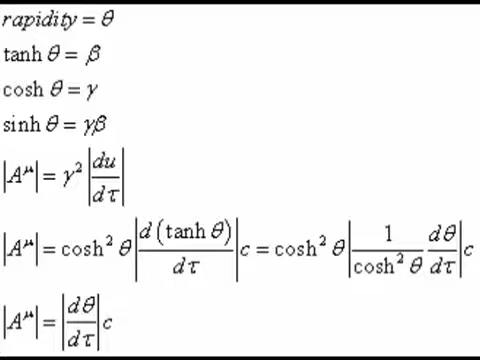 rapidity = θ
tanh θ = β
cosh θ = γ
sinh θ = γβ
|A^μ| = γ² |du/dτ|
|A^μ| = cosh² θ |d(tanh θ)/dτ| c = cosh² θ |1/cosh² θ dθ/dτ| c
|A^μ| = |dθ/dτ| c